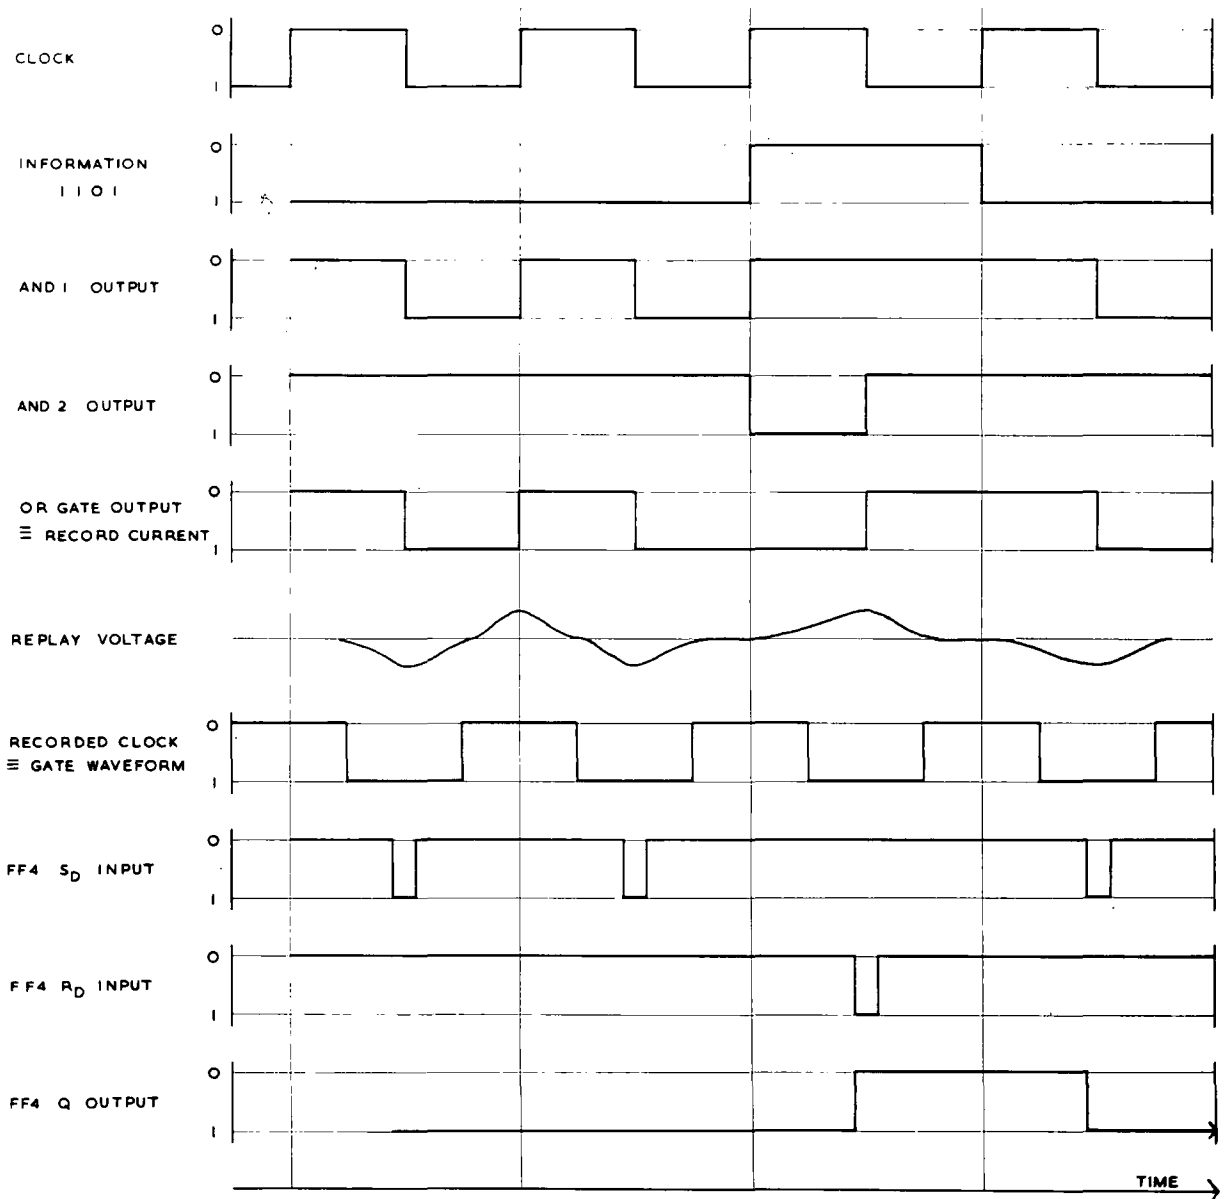 0
CLOCK
1
0
INFORMATION
1 1 0 1
1
0
AND 1 OUTPUT
1
0
AND 2 OUTPUT
1
0
OR GATE OUTPUT
≡ RECORD CURRENT
1
REPLAY VOLTAGE
0
RECORDED CLOCK
≡ GATE WAVEFORM
1
0
FF4 SD INPUT
1
0
FF4 RD INPUT
1
0
FF4 Q OUTPUT
1
TIME